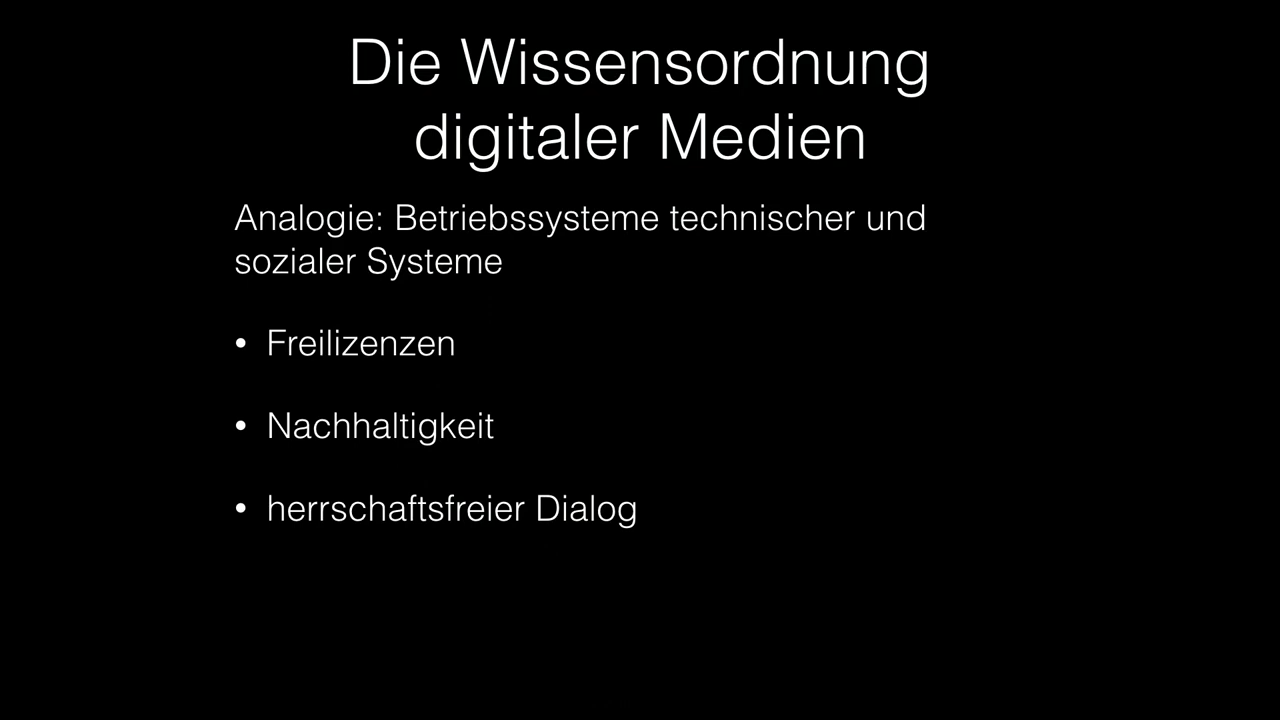 Die Wissensordnung
digitaler Medien
Analogie: Betriebssysteme technischer und
sozialer Systeme
• Freilizenzen
• Nachhaltigkeit
• herrschaftsfreier Dialog